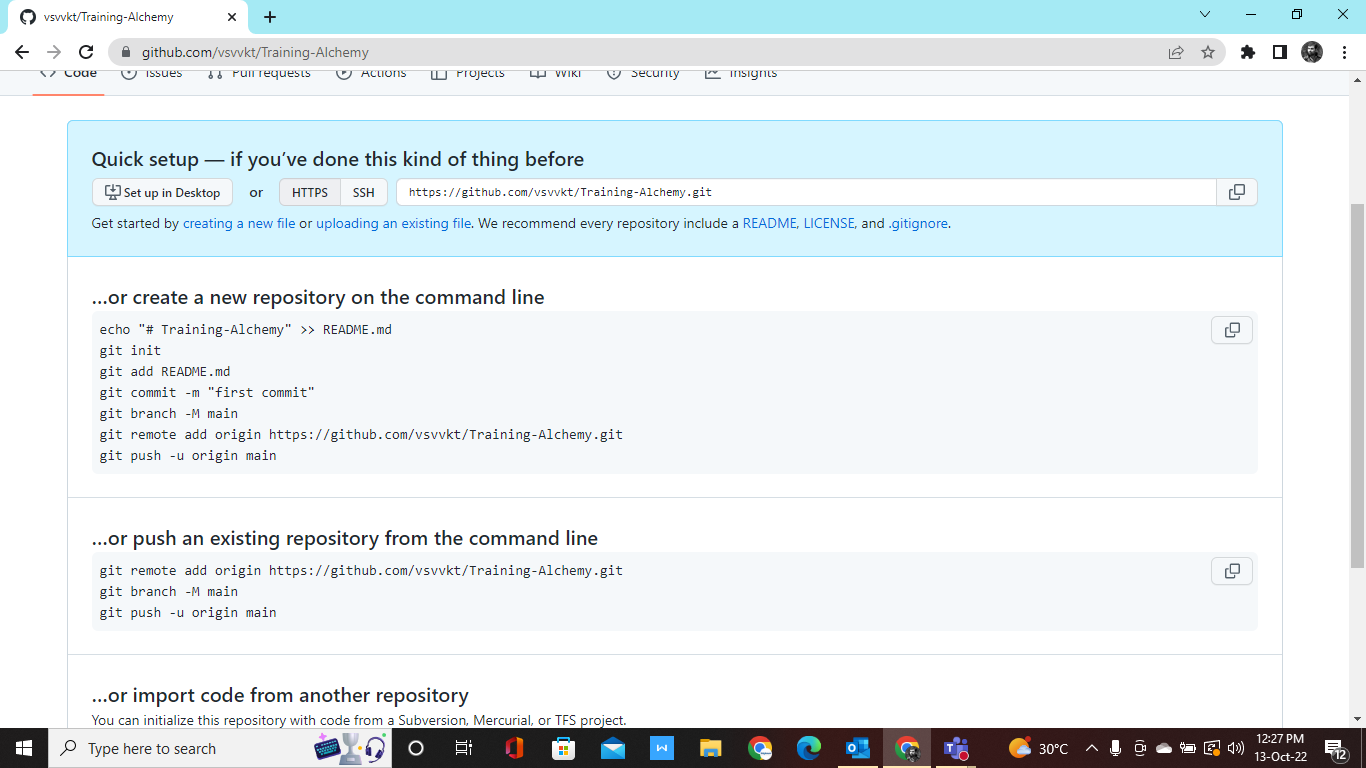 vsvvkt/Training-Alchemy
github.com/vsvvkt/Training-Alchemy
Code Issues Pull requests Actions Projects Wiki Security Insights
Quick setup — if you’ve done this kind of thing before
Set up in Desktop or HTTPS SSH https://github.com/vsvvkt/Training-Alchemy.git
Get started by creating a new file or uploading an existing file. We recommend every repository include a README, LICENSE, and .gitignore.
…or create a new repository on the command line
echo "# Training-Alchemy" >> README.md
git init
git add README.md
git commit -m "first commit"
git branch -M main
git remote add origin https://github.com/vsvvkt/Training-Alchemy.git
git push -u origin main
…or push an existing repository from the command line
git remote add origin https://github.com/vsvvkt/Training-Alchemy.git
git branch -M main
git push -u origin main
…or import code from another repository
You can initialize this repository with code from a Subversion, Mercurial, or TFS project.
Type here to search
30°C
12:27 PM
13-Oct-22
12